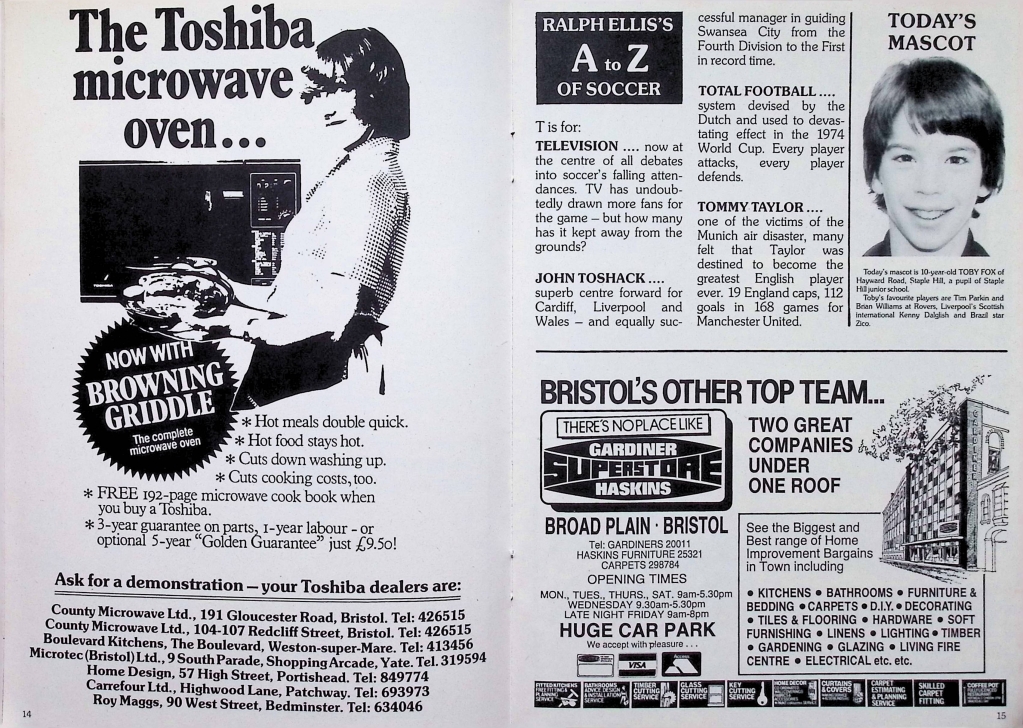 The Toshiba
microwave
oven...
TOSHIBA
NOW WITH
BROWNING
GRIDDLE
The complete
microwave oven
* Hot meals double quick.
* Hot food stays hot.
* Cuts down washing up.
* Cuts cooking costs, too.
* FREE 192-page microwave cook book when
you buy a Toshiba.
* 3-year guarantee on parts, 1-year labour - or
optional 5-year "Golden Guarantee" just £9.50!
Ask for a demonstration – your Toshiba dealers are:
County Microwave Ltd., 191 Gloucester Road, Bristol. Tel: 426515
County Microwave Ltd., 104-107 Redcliff Street, Bristol. Tel: 426515
Boulevard Kitchens, The Boulevard, Weston-super-Mare. Tel: 413456
Microtec (Bristol) Ltd., 9 South Parade, Shopping Arcade, Yate. Tel. 319594
Home Design, 57 High Street, Portishead. Tel: 849774
Carrefour Ltd., Highwood Lane, Patchway. Tel: 693973
Roy Maggs, 90 West Street, Bedminster. Tel: 634046
14
RALPH ELLIS'S
A to Z
OF SOCCER
T is for:
TELEVISION .... now at
the centre of all debates
into soccer's falling atten-
dances. TV has undoub-
tedly drawn more fans for
the game – but how many
has it kept away from the
grounds?
JOHN TOSHACK ....
superb centre forward for
Cardiff, Liverpool and
Wales – and equally suc-
cessful manager in guiding
Swansea City from the
Fourth Division to the First
in record time.
TOTAL FOOTBALL ....
system devised by the
Dutch and used to devas-
tating effect in the 1974
World Cup. Every player
attacks, every player
defends.
TOMMY TAYLOR ....
one of the victims of the
Munich air disaster, many
felt that Taylor was
destined to become the
greatest English player
ever. 19 England caps, 112
goals in 168 games for
Manchester United.
TODAY'S
MASCOT
Today's mascot is 10-year-old TOBY FOX of
Hayward Road, Staple Hill, a pupil of Staple
Hill junior school.
Toby's favourite players are Tim Parkin and
Brian Williams at Rovers, Liverpool's Scottish
international Kenny Dalglish and Brazil star
Zico.
BRISTOL'S OTHER TOP TEAM...
THERE'S NO PLACE LIKE
GARDINER
SUPERSTORE
HASKINS
BROAD PLAIN · BRISTOL
Tel: GARDINERS 20011
HASKINS FURNITURE 25321
CARPETS 298784
OPENING TIMES
MON., TUES., THURS., SAT. 9am-5.30pm
WEDNESDAY 9.30am-5.30pm
LATE NIGHT FRIDAY 9am-8pm
HUGE CAR PARK
We accept with pleasure . . .
VISA
TWO GREAT
COMPANIES
UNDER
ONE ROOF
See the Biggest and
Best range of Home
Improvement Bargains
in Town including
• KITCHENS • BATHROOMS • FURNITURE &
BEDDING • CARPETS • D.I.Y. • DECORATING
• TILES & FLOORING • HARDWARE • SOFT
FURNISHING • LINENS • LIGHTING • TIMBER
• GARDENING • GLAZING • LIVING FIRE
CENTRE • ELECTRICAL etc. etc.
FITTED KITCHENS
FREE FITTING &
PLANNING
SERVICE
BATHROOMS
ADVICE DESIGN
& INSTALLATION
SERVICE
TIMBER
CUTTING
SERVICE
GLASS
CUTTING
SERVICE
KEY
CUTTING
SERVICE
HOME DECOR
CURTAINS
& COVERS
CARPET
ESTIMATING
& PLANNING
SERVICE
SKILLED
CARPET
FITTING
COFFEE POT
15